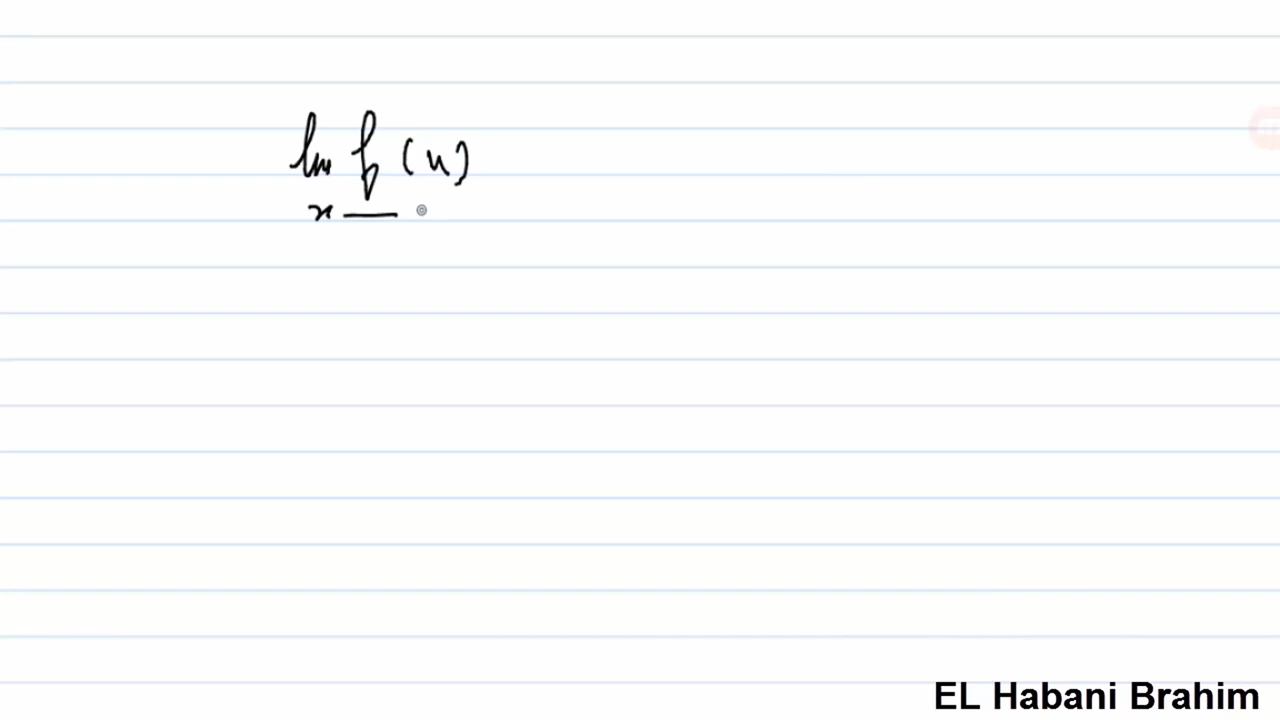 lim f(x)
x —
EL Habani Brahim